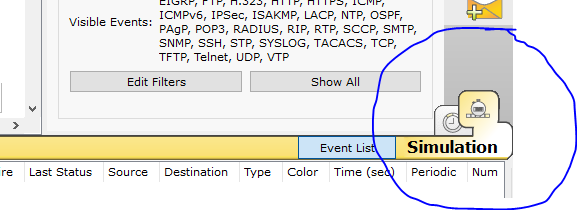 EIGRP, FTP, H.323, HTTP, HTTPS, ICMP,
Visible Events: ICMPv6, IPSec, ISAKMP, LACP, NTP, OSPF,
PAgP, POP3, RADIUS, RIP, RTP, SCCP, SMTP,
SNMP, SSH, STP, SYSLOG, TACACS, TCP,
TFTP, Telnet, UDP, VTP
Edit Filters Show All
Event List Simulation
Last Status Source Destination Type Color Time (sec) Periodic Num